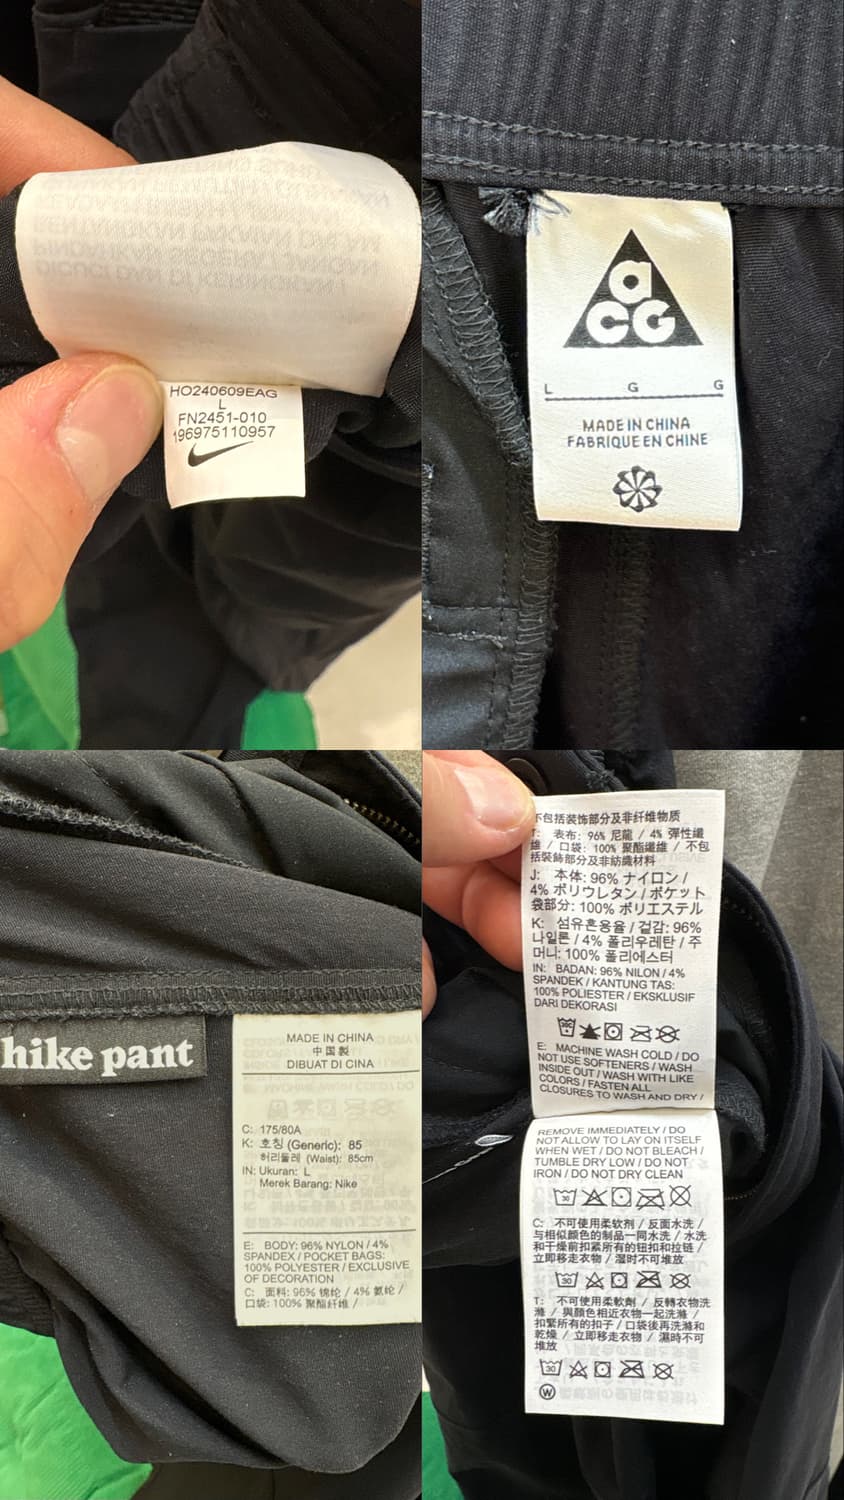 HO240609EAG
L
FN2451-010
196975110957
aCG
L G G
MADE IN CHINA
FABRIQUE EN CHINE
hike pant
MADE IN CHINA
中国製
DIBUAT DI CINA
C: 175/80A
K: 호칭 (Generic): 85
허리둘레 (Waist): 85cm
IN: Ukuran: L
Merek Barang: Nike
E: BODY: 96% NYLON / 4%
SPANDEX / POCKET BAGS:
100% POLYESTER / EXCLUSIVE
OF DECORATION
C: 面料: 96% 锦纶 / 4% 氨纶 /
口袋: 100% 聚酯纤维 /
不包括装饰部分及非纤维物质
T: 表布: 96% 尼龍 / 4% 彈性纖
維 / 口袋: 100% 聚酯纖維 / 不包
括裝飾部分及非紡織材料
J: 本体: 96% ナイロン /
4% ポリウレタン / ポケット
袋部分: 100% ポリエステル
K: 섬유혼용율 / 겉감: 96%
나일론 / 4% 폴리우레탄 / 주
머니: 100% 폴리에스터
IN: BADAN: 96% NILON / 4%
SPANDEK / KANTUNG TAS:
100% POLIESTER / EKSKLUSIF
DARI DEKORASI
E: MACHINE WASH COLD / DO
NOT USE SOFTENERS / WASH
INSIDE OUT / WASH WITH LIKE
COLORS / FASTEN ALL
CLOSURES TO WASH AND DRY /
REMOVE IMMEDIATELY / DO
NOT ALLOW TO LAY ON ITSELF
WHEN WET / DO NOT BLEACH /
TUMBLE DRY LOW / DO NOT
IRON / DO NOT DRY CLEAN
30
C: 不可使用柔软剂 / 反面水洗 /
与相似颜色的制品一同水洗 / 水洗
和干燥前扣紧所有的钮扣和拉链 /
立即移走衣物 / 湿时不可堆放
30
T: 不可使用柔軟劑 / 反轉衣物洗
滌 / 與顏色相近衣物一起洗滌 /
扣緊所有的扣子 / 口袋後再洗滌和
乾燥 / 立即移走衣物 / 濕時不可
堆放
30
W